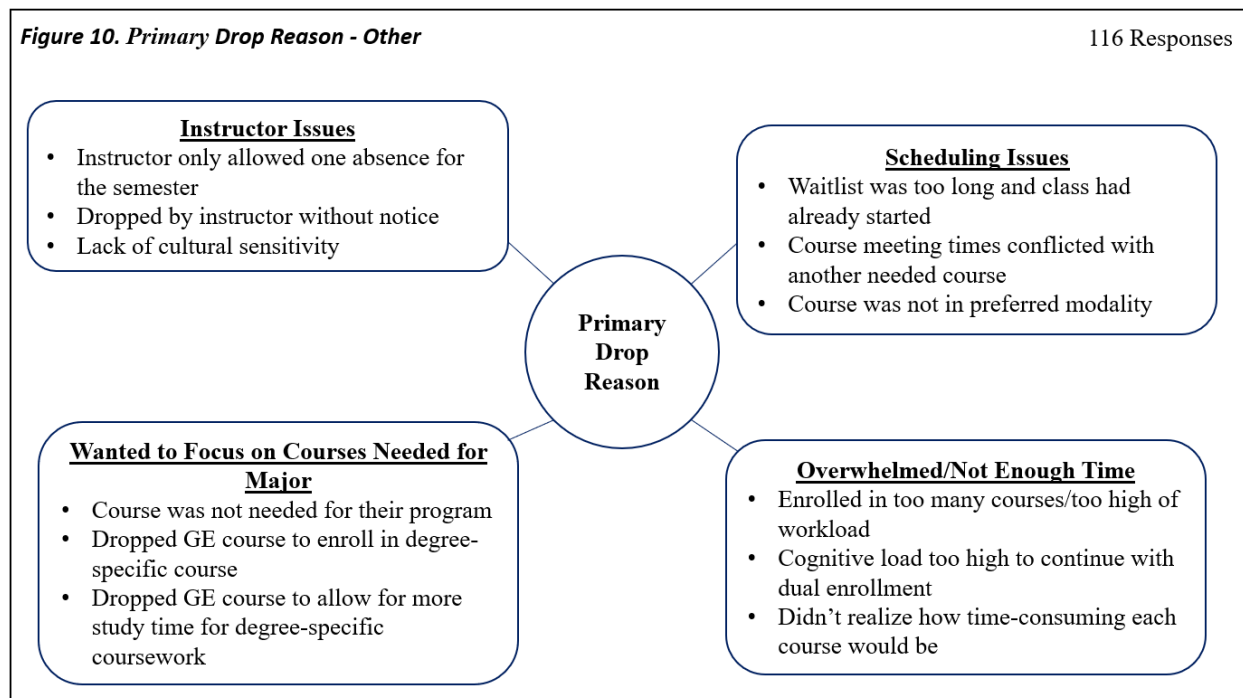 Figure 10. Primary Drop Reason - Other
116 Responses
Instructor Issues
• Instructor only allowed one absence for
the semester
• Dropped by instructor without notice
• Lack of cultural sensitivity
Scheduling Issues
• Waitlist was too long and class had
already started
• Course meeting times conflicted with
another needed course
• Course was not in preferred modality
Primary
Drop
Reason
Wanted to Focus on Courses Needed for
Major
• Course was not needed for their program
• Dropped GE course to enroll in degree-
specific course
• Dropped GE course to allow for more
study time for degree-specific
coursework
Overwhelmed/Not Enough Time
• Enrolled in too many courses/too high of
workload
• Cognitive load too high to continue with
dual enrollment
• Didn’t realize how time-consuming each
course would be